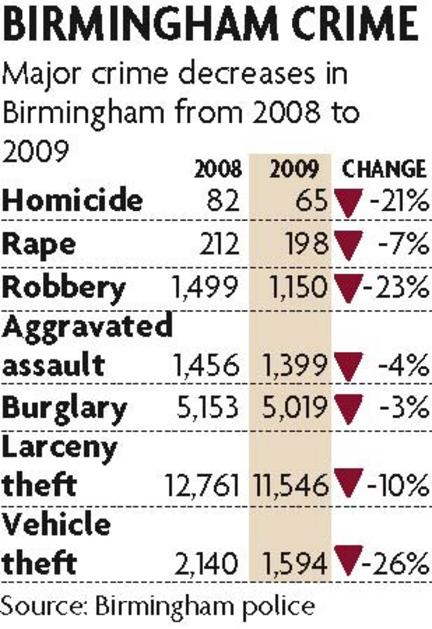 BIRMINGHAM CRIME
Major crime decreases in
Birmingham from 2008 to
2009
2008 2009 CHANGE
Homicide 82 65 -21%
Rape 212 198 -7%
Robbery 1,499 1,150 -23%
Aggravated
assault 1,456 1,399 -4%
Burglary 5,153 5,019 -3%
Larceny
theft 12,761 11,546 -10%
Vehicle
theft 2,140 1,594 -26%
Source: Birmingham police